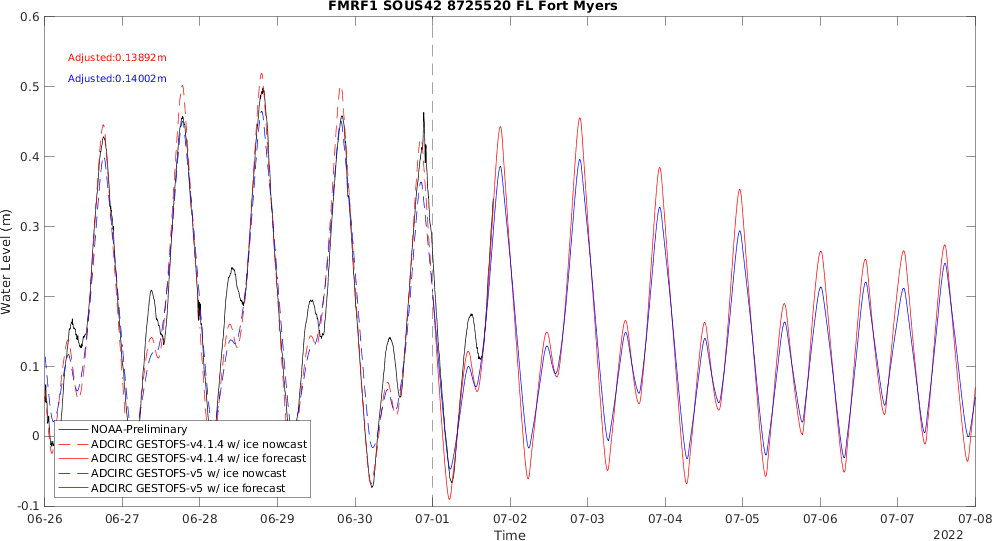 FMRF1 SOUS42 8725520 FL Fort Myers
0.6
Adjusted:0.13892m
Adjusted:0.14002m
0.5
0.4
0.3
0.2
0.1
0
-0.1
Water Level (m)
NOAA-Preliminary
ADCIRC GESTOFS-v4.1.4 w/ ice nowcast
ADCIRC GESTOFS-v4.1.4 w/ ice forecast
ADCIRC GESTOFS-v5 w/ ice nowcast
ADCIRC GESTOFS-v5 w/ ice forecast
06-26 06-27 06-28 06-29 06-30 07-01 07-02 07-03 07-04 07-05 07-06 07-07 07-08
Time
2022